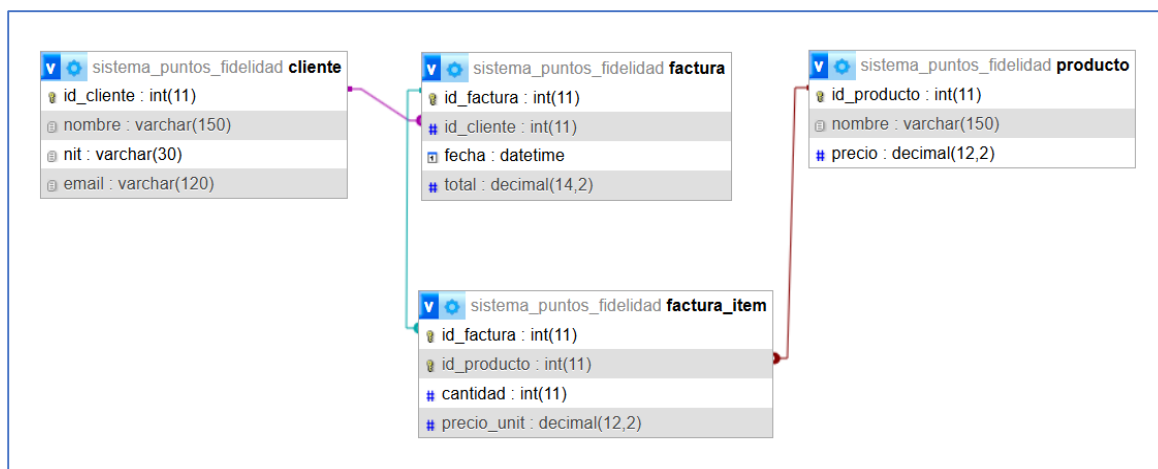 v sistema_puntos_fidelidad cliente
id_cliente : int(11)
nombre : varchar(150)
nit : varchar(30)
email : varchar(120)
v sistema_puntos_fidelidad factura
id_factura : int(11)
# id_cliente : int(11)
fecha : datetime
# total : decimal(14,2)
v sistema_puntos_fidelidad producto
id_producto : int(11)
nombre : varchar(150)
# precio : decimal(12,2)
v sistema_puntos_fidelidad factura_item
id_factura : int(11)
id_producto : int(11)
# cantidad : int(11)
# precio_unit : decimal(12,2)